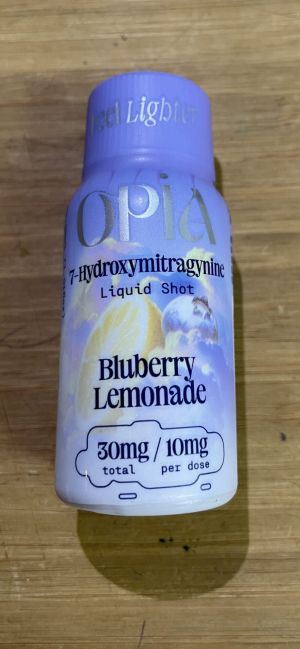 Feel Lighter
OPIA
7-Hydroxymitragynine
Liquid Shot
Bluberry
Lemonade
30mg / 10mg
total per dose